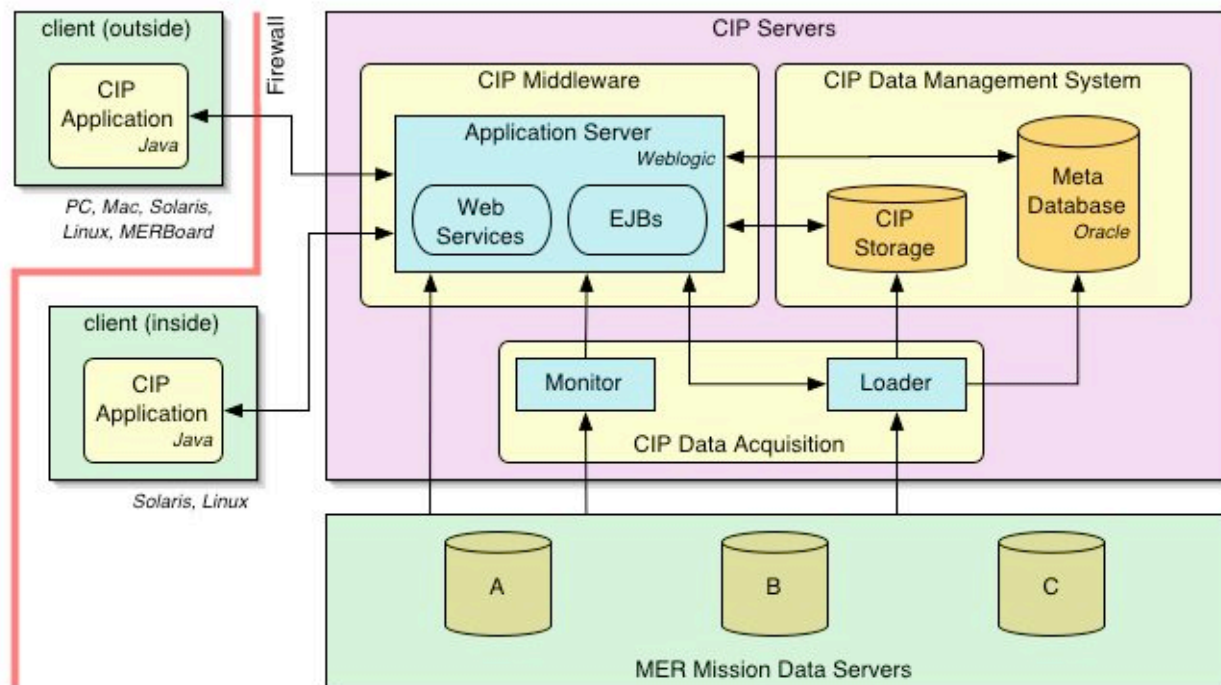 client (outside)
CIP
Application
Java
PC, Mac, Solaris,
Linux, MERBoard
Firewall
client (inside)
CIP
Application
Java
Solaris, Linux
CIP Servers
CIP Middleware
Application Server
Weblogic
Web
Services
EJBs
CIP Data Management System
CIP
Storage
Meta
Database
Oracle
Monitor
Loader
CIP Data Acquisition
A
B
C
MER Mission Data Servers